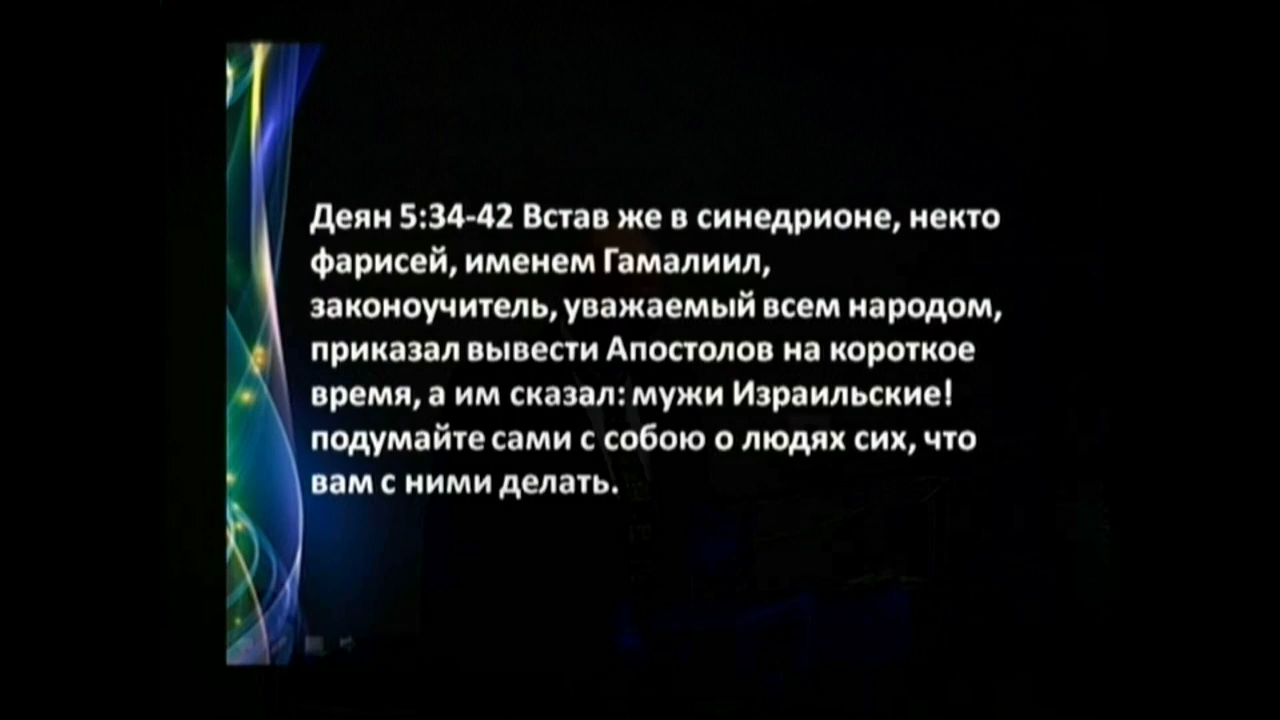 Деян 5:34-42 Встав же в синедрионе, некто
фарисей, именем Гамалиил,
законоучитель, уважаемый всем народом,
приказал вывести Апостолов на короткое
время, а им сказал: мужи Израильские!
подумайте сами с собою о людях сих, что
вам с ними делать.